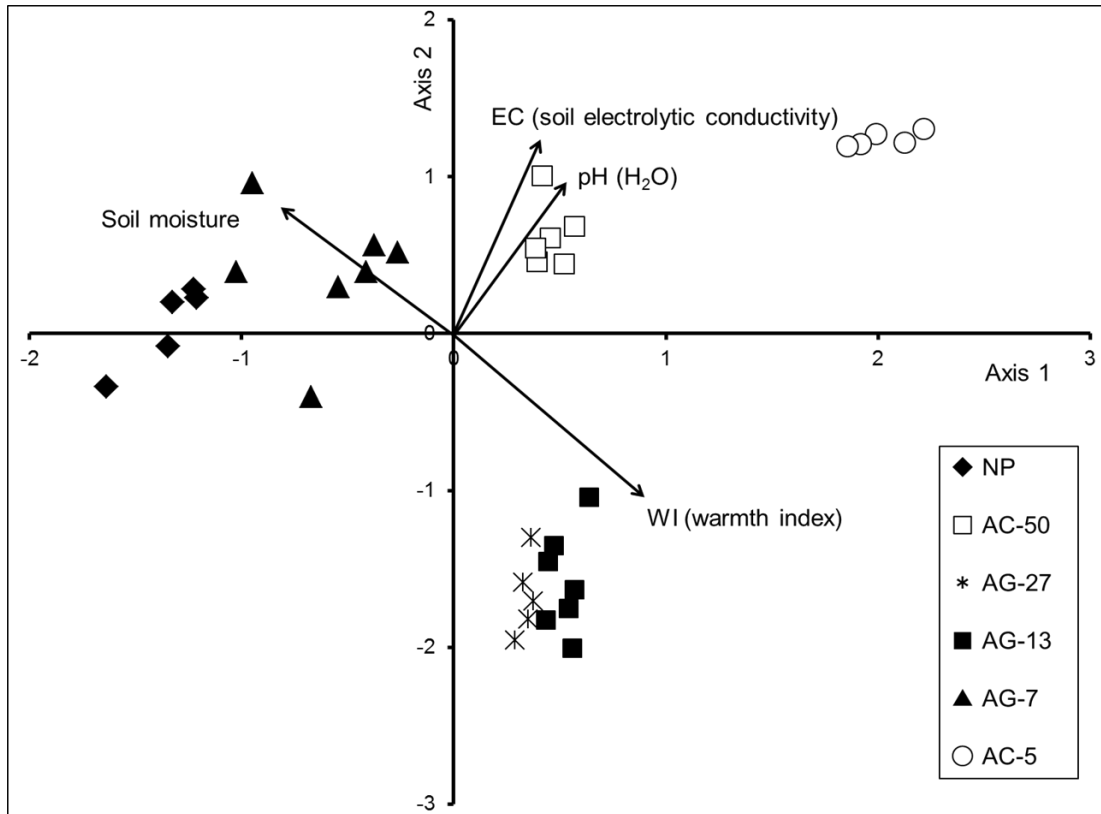 2
Axis 2
EC (soil electrolytic conductivity)
pH (H₂O)
1
Soil moisture
0
-2
-1
0
1
2
3
Axis 1
-1
WI (warmth index)
-2
-3
NP
AC-50
AG-27
AG-13
AG-7
AC-5